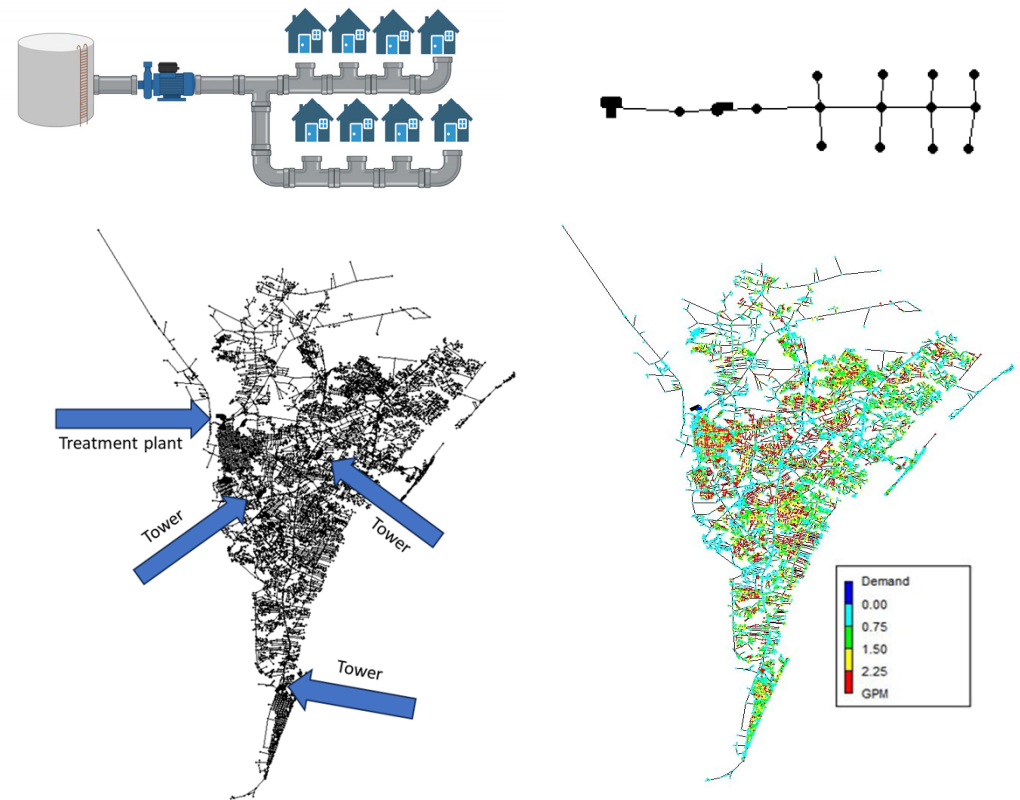 Treatment plant
Tower
Tower
Tower
Demand
0.00
0.75
1.50
2.25
GPM